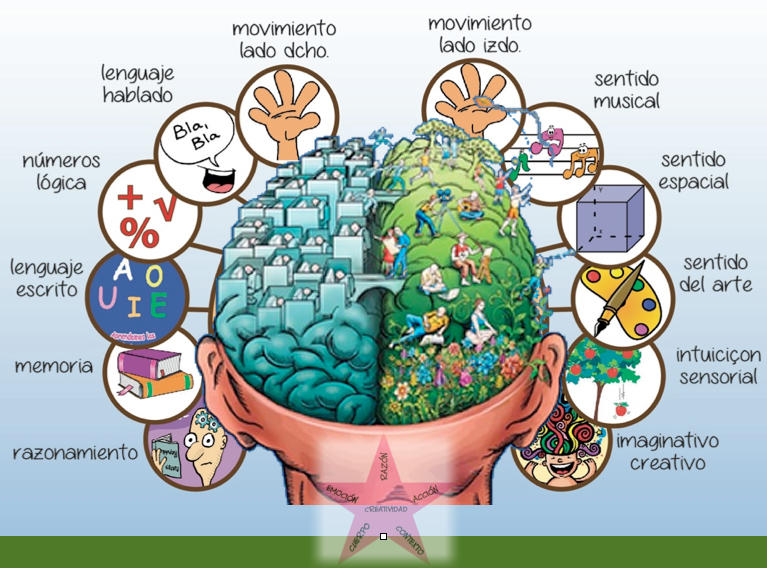 movimiento
lado dcho.
movimiento
lado izdo.
lenguaje
hablado
Bla,
Bla
sentido
musical
números
lógica
+ √
%
sentido
espacial
lenguaje
escrito
A O
U I E
sentido
del arte
memoria
intuiciçon
sensorial
razonamiento
imaginativo
creativo
RAZÓN
EMOCIÓN
ACCIÓN
CREATIVIDAD
CUERPO
CONTEXTO